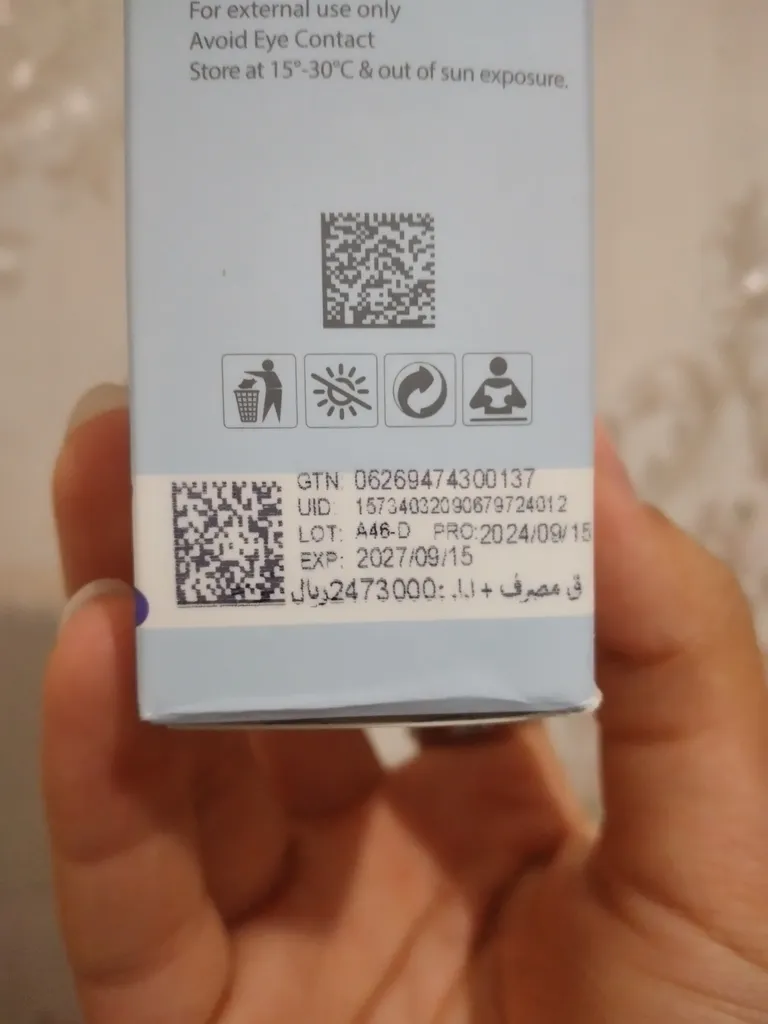 For external use only
Avoid Eye Contact
Store at 15°-30°C & out of sun exposure.
GTN: 06269474300137
UID: 15734032090679724012
LOT: A46-D PRO:2024/09/15
EXP: 2027/09/15
ق مصرف + ا.ا.:2473000ریال